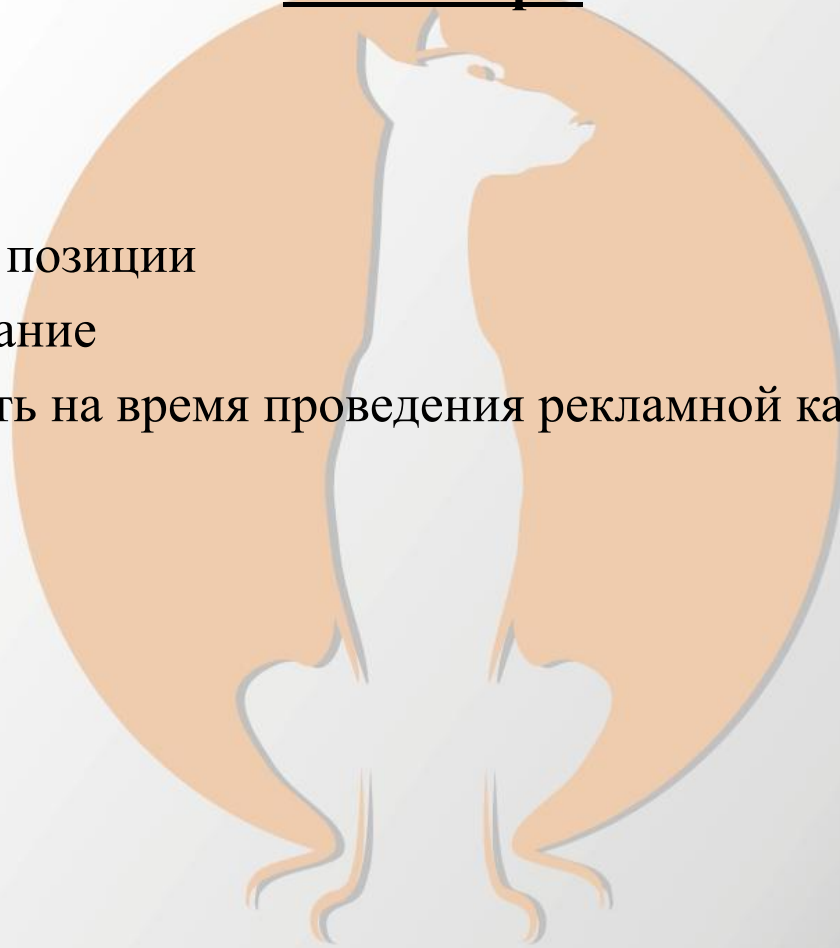 позиции
ание
ть на время проведения рекламной ка